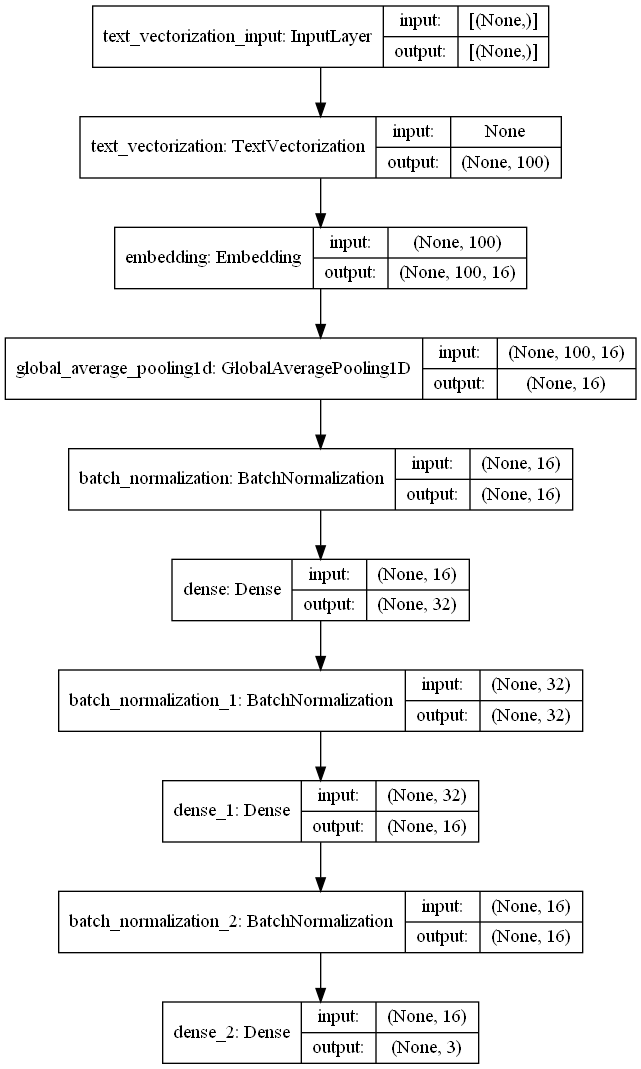 text_vectorization_input: InputLayer
input:
[(None,)]
output:
[(None,)]
text_vectorization: TextVectorization
input:
None
output:
(None, 100)
embedding: Embedding
input:
(None, 100)
output:
(None, 100, 16)
global_average_pooling1d: GlobalAveragePooling1D
input:
(None, 100, 16)
output:
(None, 16)
batch_normalization: BatchNormalization
input:
(None, 16)
output:
(None, 16)
dense: Dense
input:
(None, 16)
output:
(None, 32)
batch_normalization_1: BatchNormalization
input:
(None, 32)
output:
(None, 32)
dense_1: Dense
input:
(None, 32)
output:
(None, 16)
batch_normalization_2: BatchNormalization
input:
(None, 16)
output:
(None, 16)
dense_2: Dense
input:
(None, 16)
output:
(None, 3)